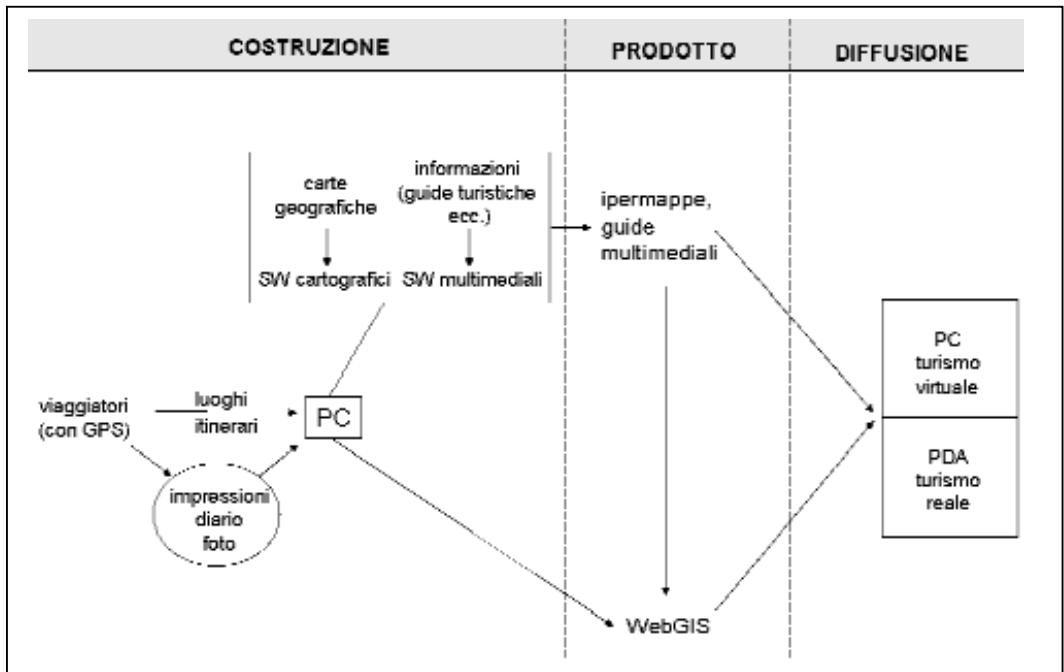 COSTRUZIONE
PRODOTTO
DIFFUSIONE
carte
geografiche
informazioni
(guide turistiche
ecc.)
SW cartografici
SW multimediali
ipermappe,
guide
multimediali
viaggiatori
(con GPS)
luoghi
itinerari
PC
impressioni
diario
foto
WebGIS
PC
turismo
virtuale
PDA
turismo
reale